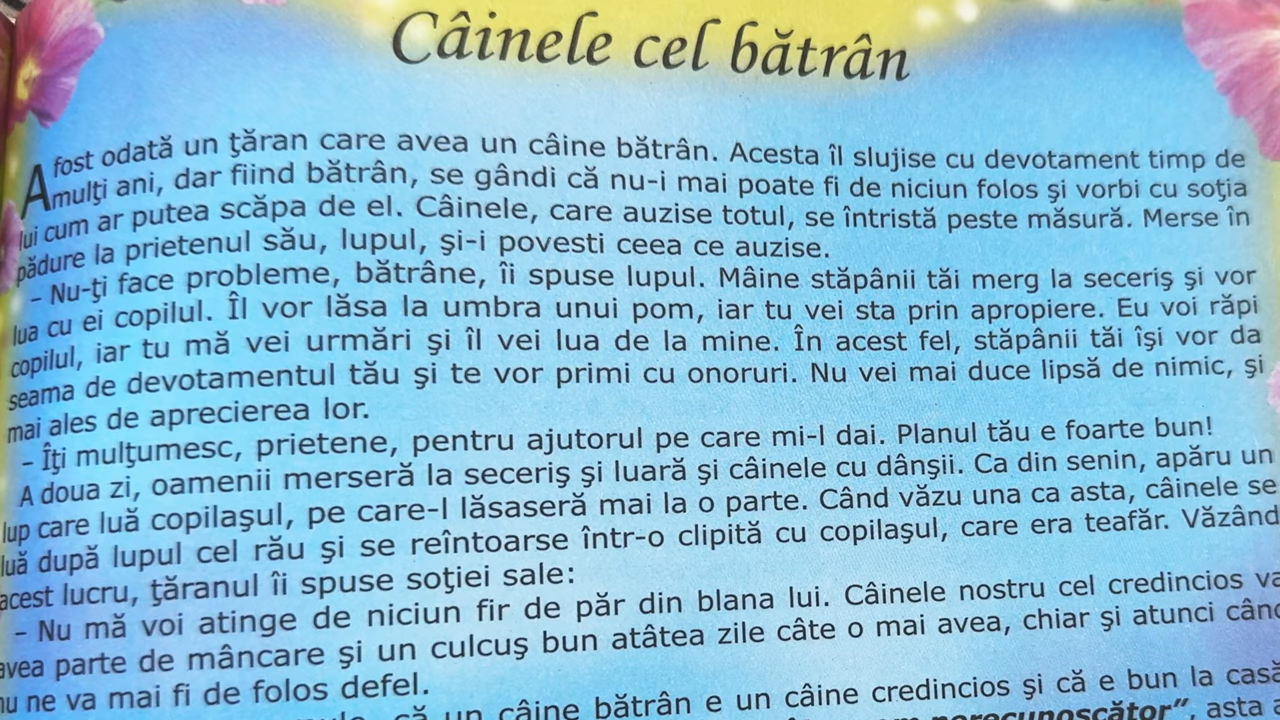 Câinele cel bătrân
A fost odată un ţăran care avea un câine bătrân. Acesta îl slujise cu devotament timp de
mulţi ani, dar fiind bătrân, se gândi că nu-i mai poate fi de niciun folos şi vorbi cu soţia
lui cum ar putea scăpa de el. Câinele, care auzise totul, se întristă peste măsură. Merse în
pădure la prietenul său, lupul, şi-i povesti ceea ce auzise.
– Nu-ţi face probleme, bătrâne, îi spuse lupul. Mâine stăpânii tăi merg la seceriş şi vor
lua cu ei copilul. Îl vor lăsa la umbra unui pom, iar tu vei sta prin apropiere. Eu voi răpi
copilul, iar tu mă vei urmări şi îl vei lua de la mine. În acest fel, stăpânii tăi îşi vor da
seama de devotamentul tău şi te vor primi cu onoruri. Nu vei mai duce lipsă de nimic, şi
mai ales de aprecierea lor.
– Îţi mulţumesc, prietene, pentru ajutorul pe care mi-l dai. Planul tău e foarte bun!
A doua zi, oamenii merseră la seceriş şi luară şi câinele cu dânşii. Ca din senin, apăru un
lup care luă copilaşul, pe care-l lăsaseră mai la o parte. Când văzu una ca asta, câinele se
luă după lupul cel rău şi se reîntoarse într-o clipită cu copilaşul, care era teafăr. Văzând
acest lucru, ţăranul îi spuse soţiei sale:
– Nu mă voi atinge de niciun fir de păr din blana lui. Câinele nostru cel credincios va
avea parte de mâncare şi un culcuş bun atâtea zile câte o mai avea, chiar şi atunci când
nu ne va mai fi de folos defel.
că un câine bătrân e un câine credincios şi că e bun la casă
nerecunoscător”, asta